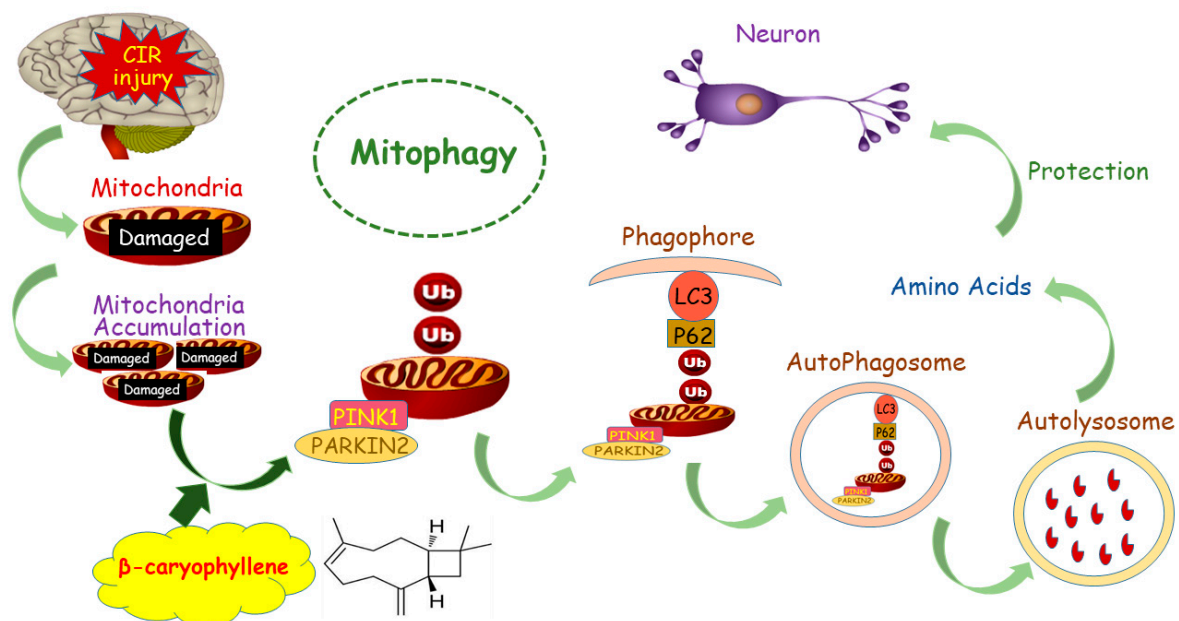 CIR
injury
Mitochondria
Damaged
Mitochondria
Accumulation
Damaged
Damaged
Damaged
β-caryophyllene
Mitophagy
Ub
Ub
PINK1
PARKIN2
H
H
Neuron
Phagophore
LC3
P62
Ub
Ub
PINK1
PARKIN2
AutoPhagosome
LC3
P62
Ub
Ub
PINK1
PARKIN2
Autolysosome
Amino Acids
Protection